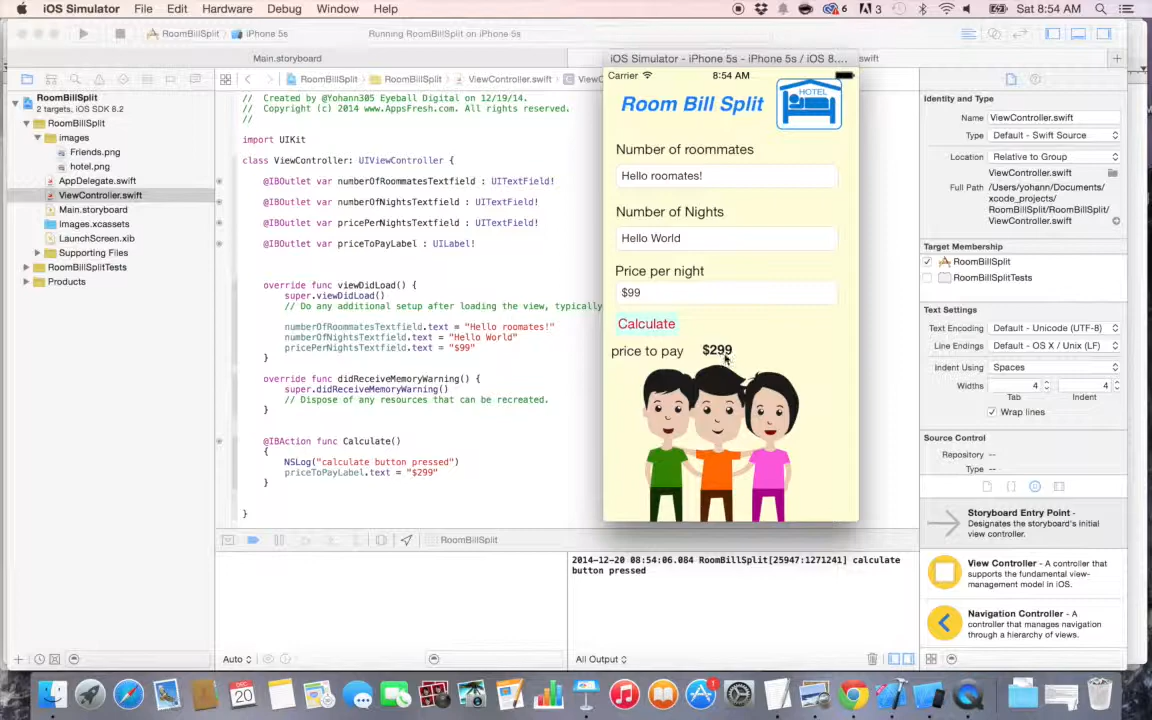 iOS Simulator File Edit Hardware Debug Window Help 6 3 Sat 8:54 AM
RoomBillSplit iPhone 5s Running RoomBillSplit on iPhone 5s
Main.storyboard
iOS Simulator - iPhone 5s - iPhone 5s / iOS 8....
RoomBillSplit RoomBillSplit ViewController.swift
RoomBillSplit
2 targets, iOS SDK 8.2
RoomBillSplit
images
Friends.png
hotel.png
AppDelegate.swift
ViewController.swift
Main.storyboard
Images.xcassets
LaunchScreen.xib
Supporting Files
RoomBillSplitTests
Products
// Created by @Yohann305 Eyeball Digital on 12/19/14.
// Copyright (c) 2014 www.AppsFresh.com. All rights reserved.
//
import UIKit
class ViewController: UIViewController {
@IBOutlet var numberOfRoommatesTextfield : UITextField!
@IBOutlet var numberOfNightsTextfield : UITextField!
@IBOutlet var pricePerNightsTextfield : UITextField!
@IBOutlet var priceToPayLabel : UILabel!
override func viewDidLoad() {
super.viewDidLoad()
// Do any additional setup after loading the view, typically
numberOfRoommatesTextfield.text = "Hello roomates!"
numberOfNightsTextfield.text = "Hello World"
pricePerNightsTextfield.text = "$99"
}
override func didReceiveMemoryWarning() {
super.didReceiveMemoryWarning()
// Dispose of any resources that can be recreated.
}
@IBAction func Calculate()
{
NSLog("calculate button pressed")
priceToPayLabel.text = "$299"
}
}
Carrier 8:54 AM
Room Bill Split
HOTEL
Number of roommates
Hello roomates!
Number of Nights
Hello World
Price per night
$99
Calculate
price to pay $299
Identity and Type
Name ViewController.swift
Type Default - Swift Source
Location Relative to Group
ViewController.swift
Full Path /Users/yohann/Documents/
xcode_projects/
RoomBillSplit/RoomBillSplit/
ViewController.swift
Target Membership
RoomBillSplit
RoomBillSplitTests
Text Settings
Text Encoding Default - Unicode (UTF-8)
Line Endings Default - OS X / Unix (LF)
Indent Using Spaces
Widths 4 4
Tab Indent
Wrap lines
Source Control
Repository --
Type --
Storyboard Entry Point -
Designates the storyboard's initial
view controller.
View Controller - A controller that
supports the fundamental view-
management model in iOS.
Navigation Controller - A
controller that manages navigation
through a hierarchy of views.
RoomBillSplit
2014-12-20 08:54:06.084 RoomBillSplit[25947:1271241] calculate
button pressed
Auto
All Output
DEC
20
1